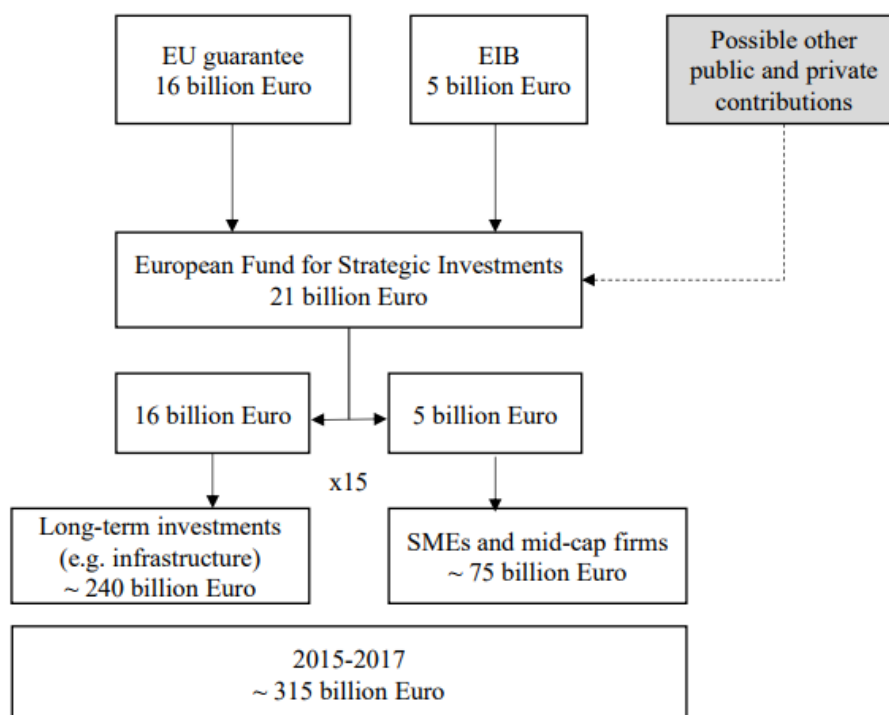 EU guarantee
16 billion Euro
EIB
5 billion Euro
Possible other
public and private
contributions
European Fund for Strategic Investments
21 billion Euro
16 billion Euro
5 billion Euro
x15
Long-term investments
(e.g. infrastructure)
~ 240 billion Euro
SMEs and mid-cap firms
~ 75 billion Euro
2015-2017
~ 315 billion Euro